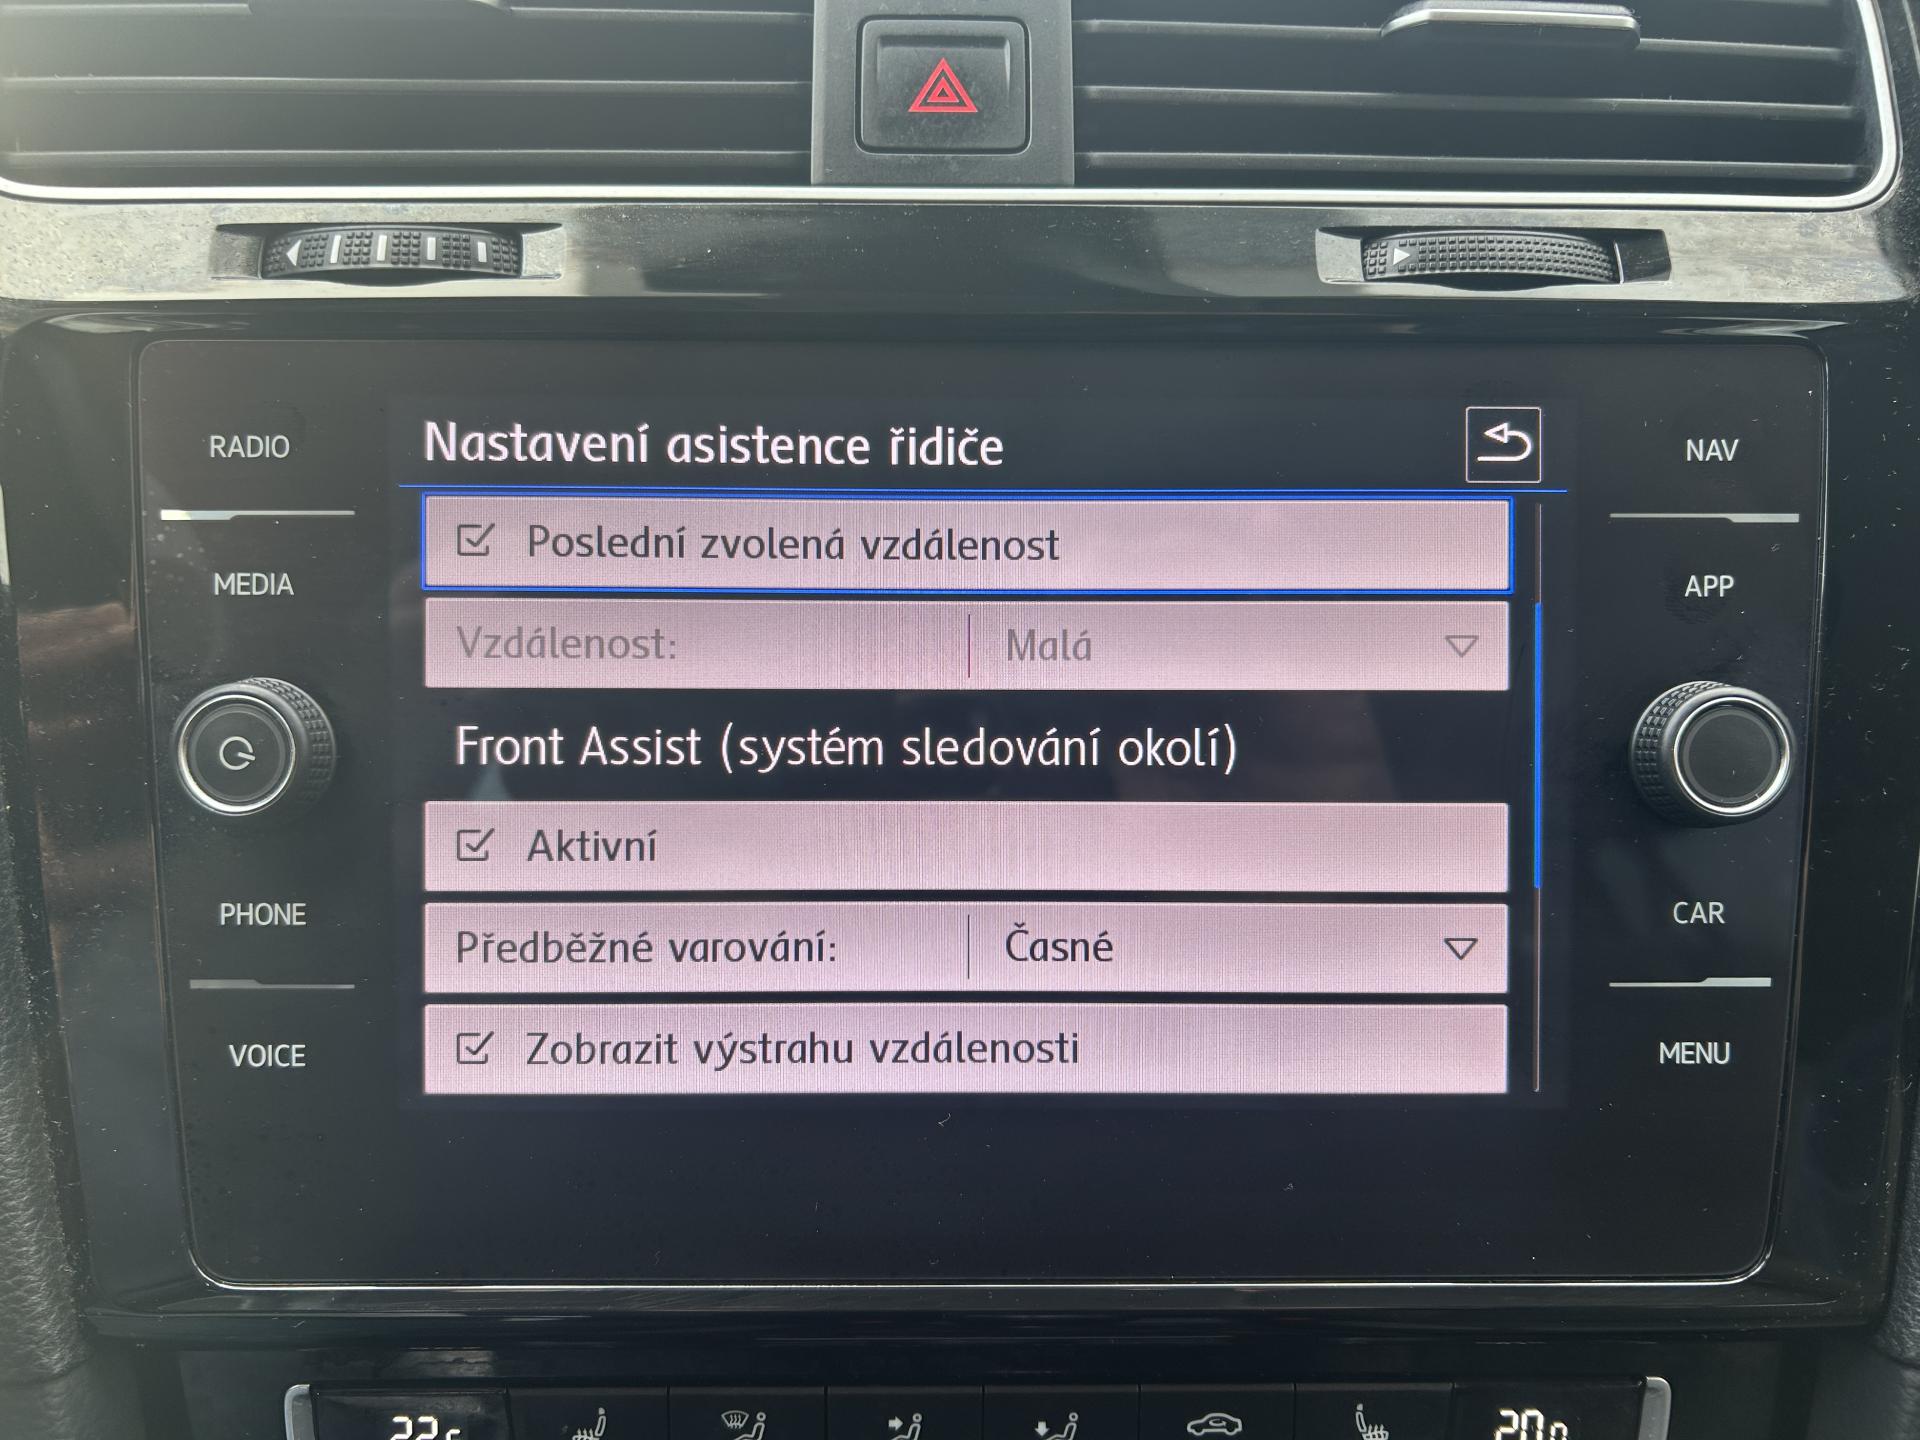 RADIO
MEDIA
PHONE
VOICE
Nastavení asistence řidiče
Poslední zvolená vzdálenost
Vzdálenost: Malá
Front Assist (systém sledování okolí)
Aktivní
Předběžné varování: Časné
Zobrazit výstrahu vzdálenosti
NAV
APP
CAR
MENU